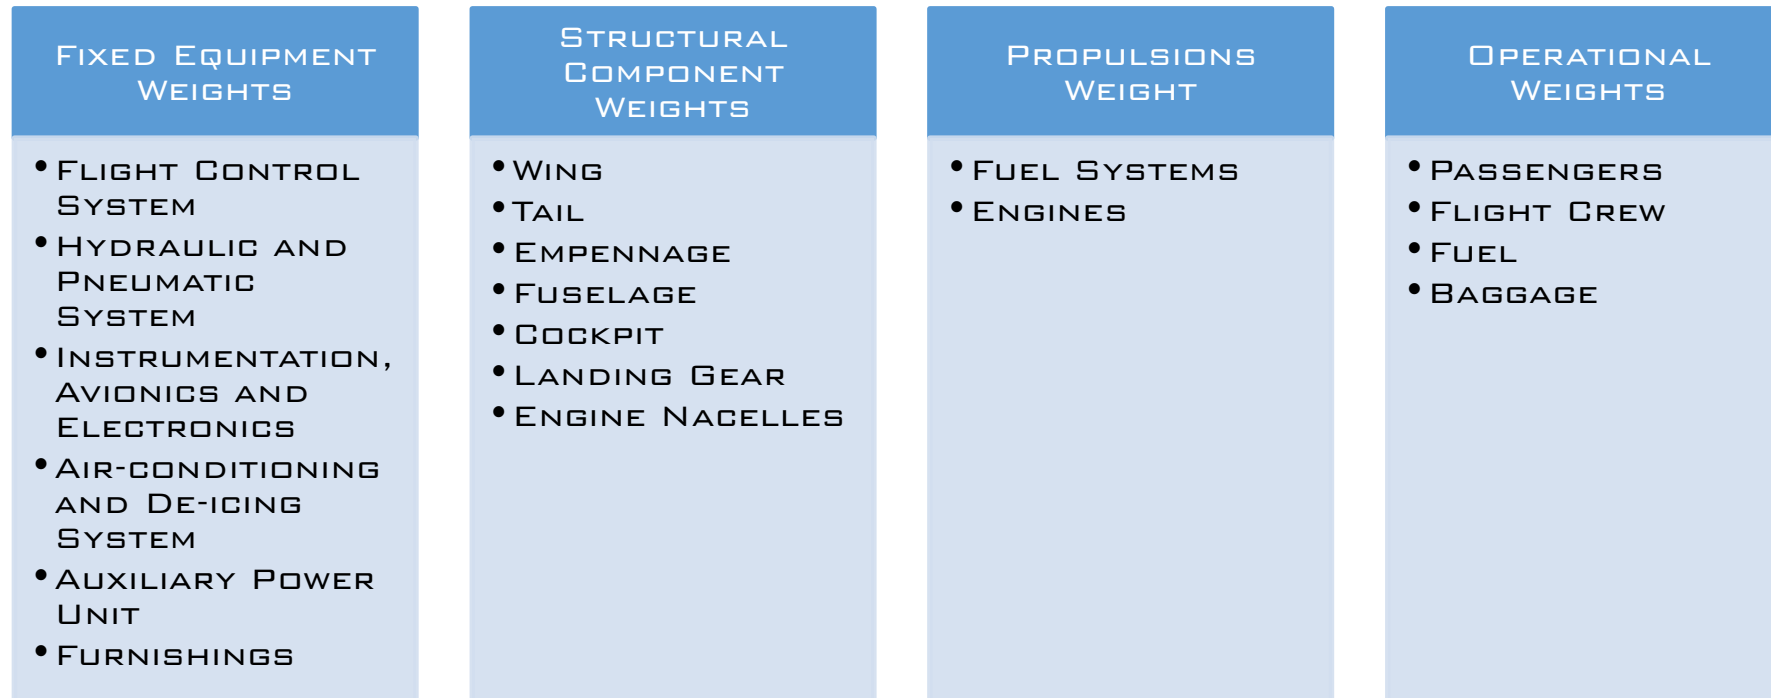 Fixed Equipment
Weights
• Flight Control
System
• Hydraulic and
Pneumatic
System
• Instrumentation,
Avionics and
Electronics
• Air-conditioning
and De-icing
System
• Auxiliary Power
Unit
• Furnishings
Structural
Component
Weights
• Wing
• Tail
• Empennage
• Fuselage
• Cockpit
• Landing Gear
• Engine Nacelles
Propulsions
Weight
• Fuel Systems
• Engines
Operational
Weights
• Passengers
• Flight Crew
• Fuel
• Baggage